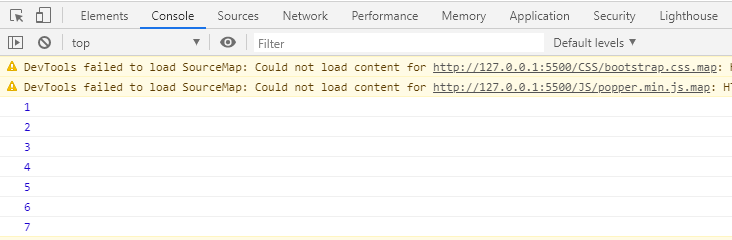 Elements Console Sources Network Performance Memory Application Security Lighthouse
top Filter Default levels
DevTools failed to load SourceMap: Could not load content for http://127.0.0.1:5500/CSS/bootstrap.css.map:
DevTools failed to load SourceMap: Could not load content for http://127.0.0.1:5500/JS/popper.min.js.map: HT
1
2
3
4
5
6
7